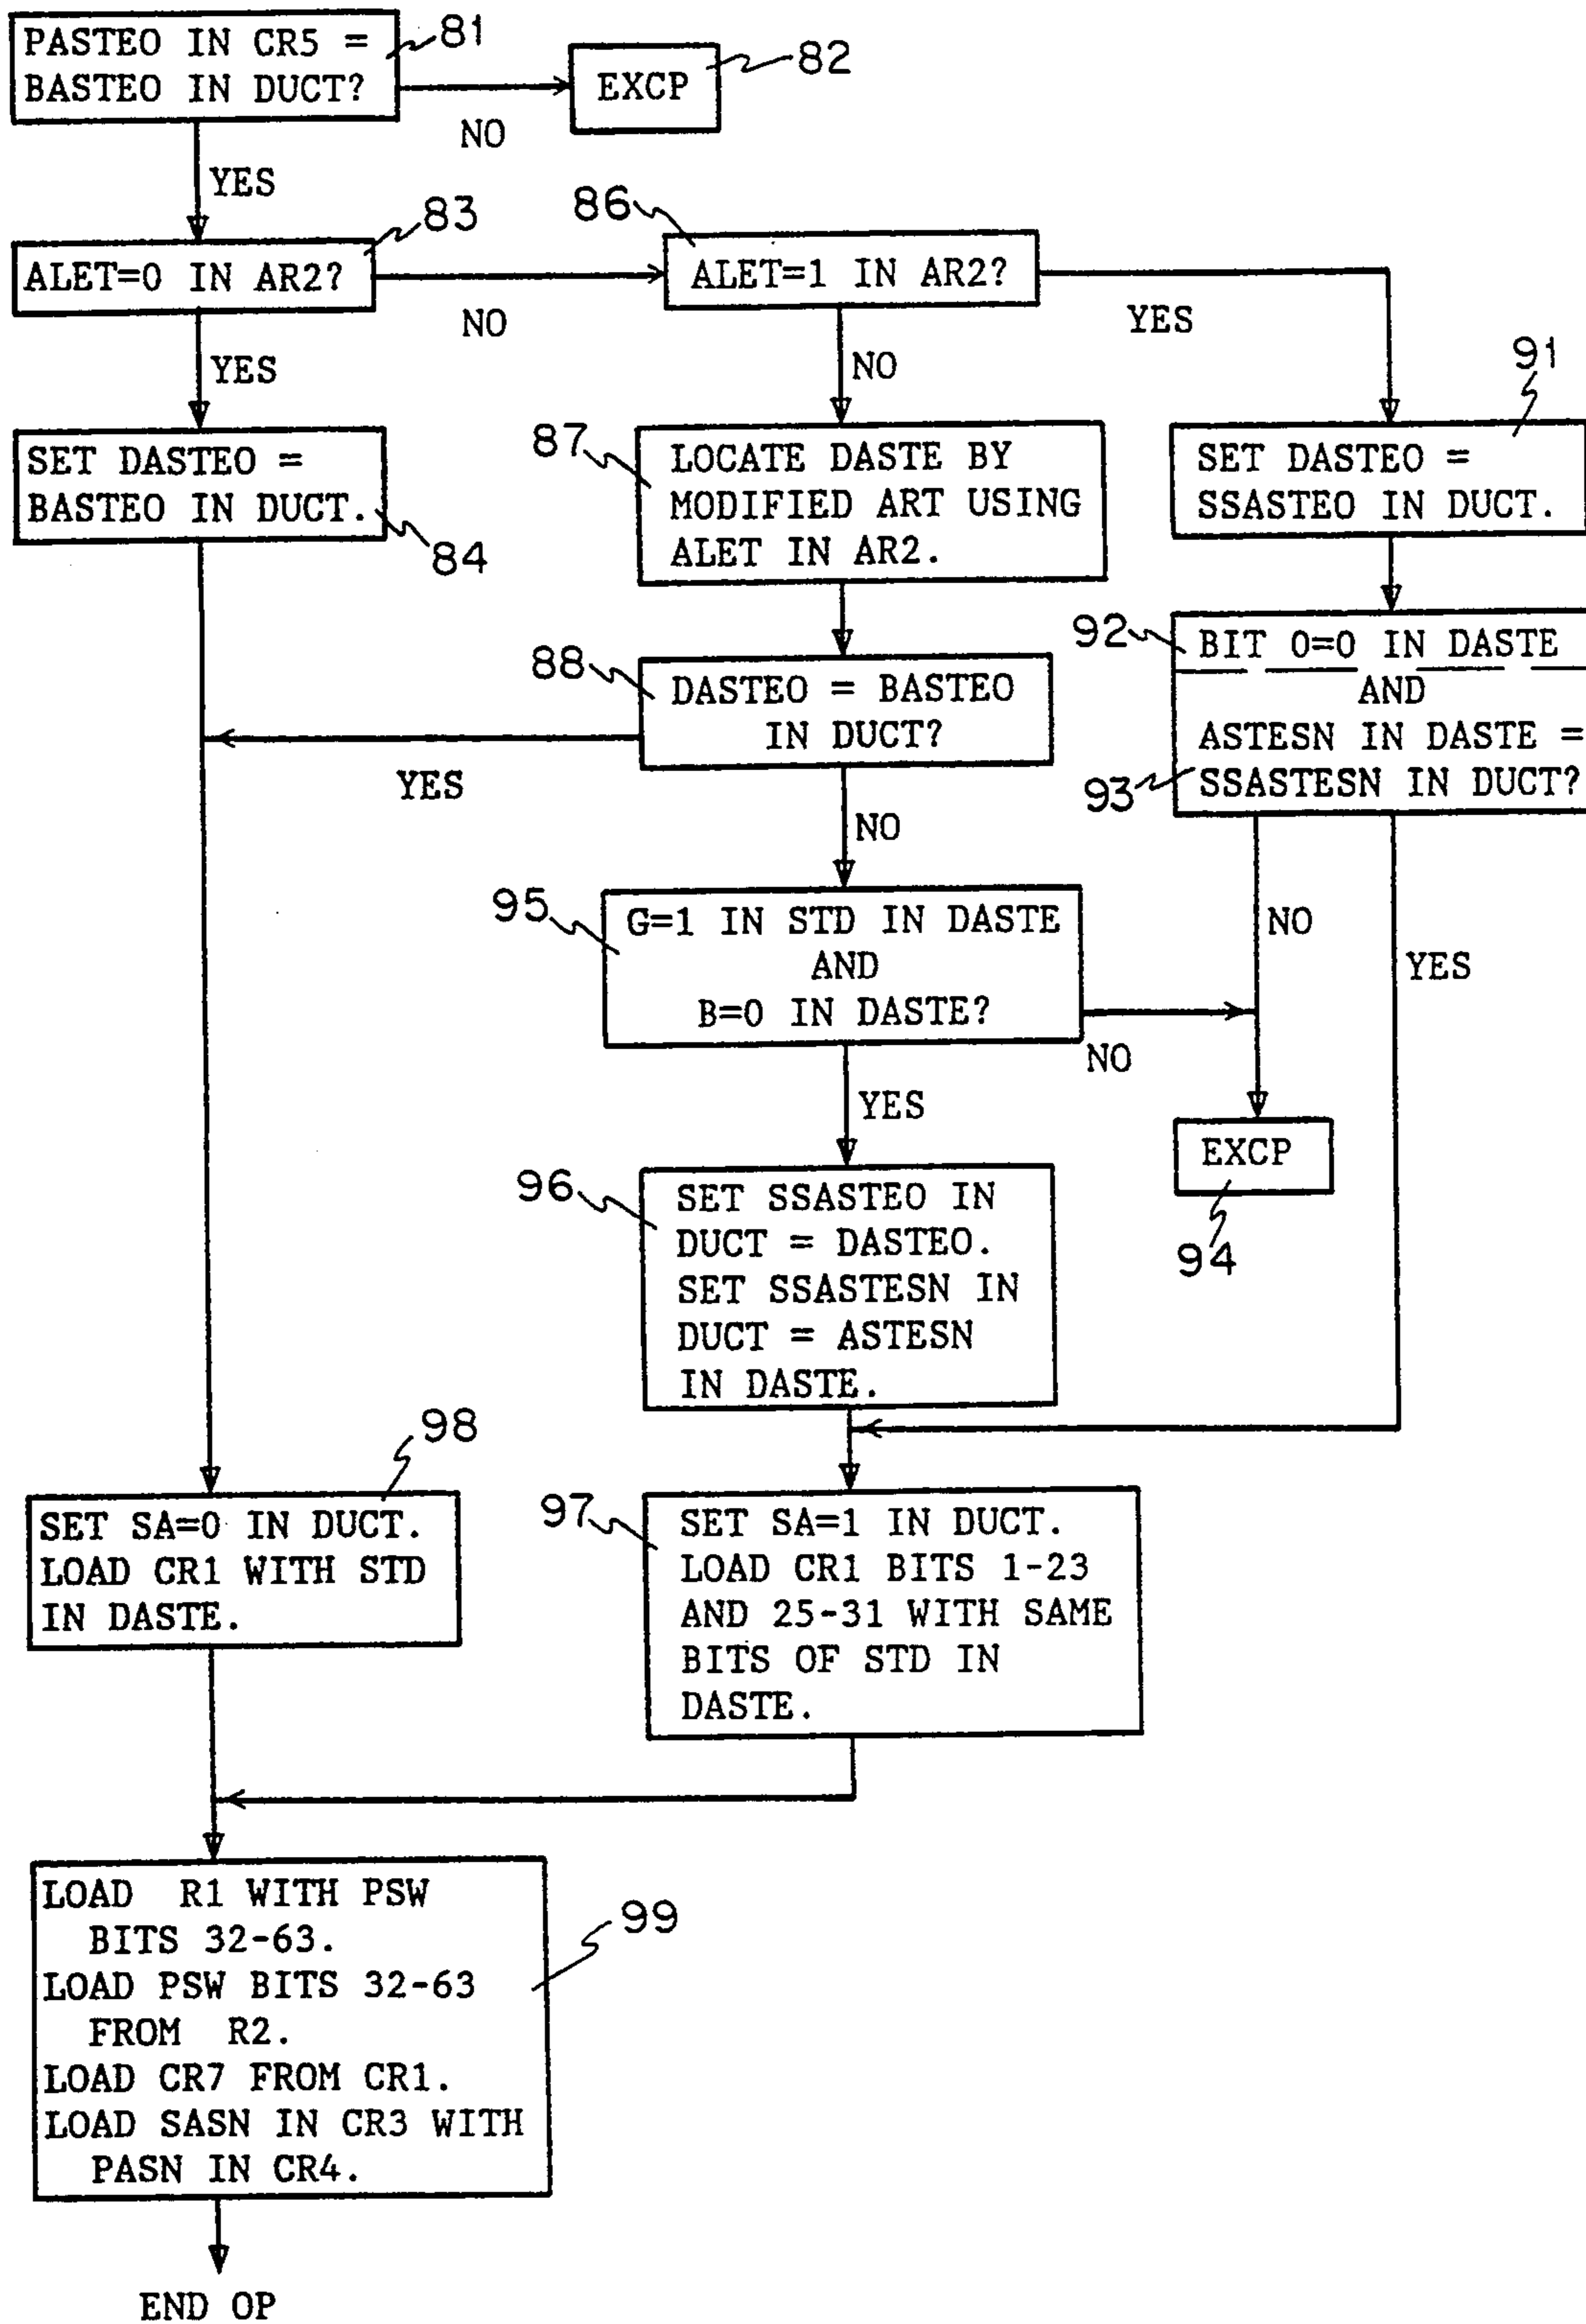 PASTEO IN CR5 =
BASTEO IN DUCT?
81
EXCP
82
NO
YES
ALET=0 IN AR2?
83
NO
86
ALET=1 IN AR2?
YES
YES
NO
91
SET DASTEO =
BASTEO IN DUCT.
84
87
LOCATE DASTE BY
MODIFIED ART USING
ALET IN AR2.
SET DASTEO =
SSASTEO IN DUCT.
88
DASTEO = BASTEO
IN DUCT?
YES
NO
92
BIT 0=0 IN DASTE
AND
ASTESN IN DASTE =
SSASTESN IN DUCT?
93
NO
YES
95
G=1 IN STD IN DASTE
AND
B=0 IN DASTE?
NO
YES
EXCP
94
96
SET SSASTEO IN
DUCT = DASTEO.
SET SSASTESN IN
DUCT = ASTESN
IN DASTE.
98
SET SA=0 IN DUCT.
LOAD CR1 WITH STD
IN DASTE.
97
SET SA=1 IN DUCT.
LOAD CR1 BITS 1-23
AND 25-31 WITH SAME
BITS OF STD IN
DASTE.
LOAD R1 WITH PSW
BITS 32-63.
LOAD PSW BITS 32-63
FROM R2.
LOAD CR7 FROM CR1.
LOAD SASN IN CR3 WITH
PASN IN CR4.
99
END OP